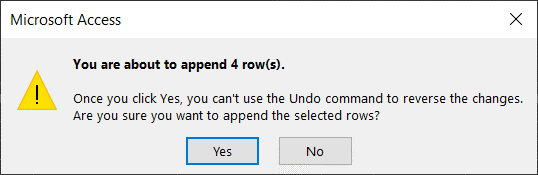 Microsoft Access
You are about to append 4 row(s).
Once you click Yes, you can't use the Undo command to reverse the changes.
Are you sure you want to append the selected rows?
Yes No